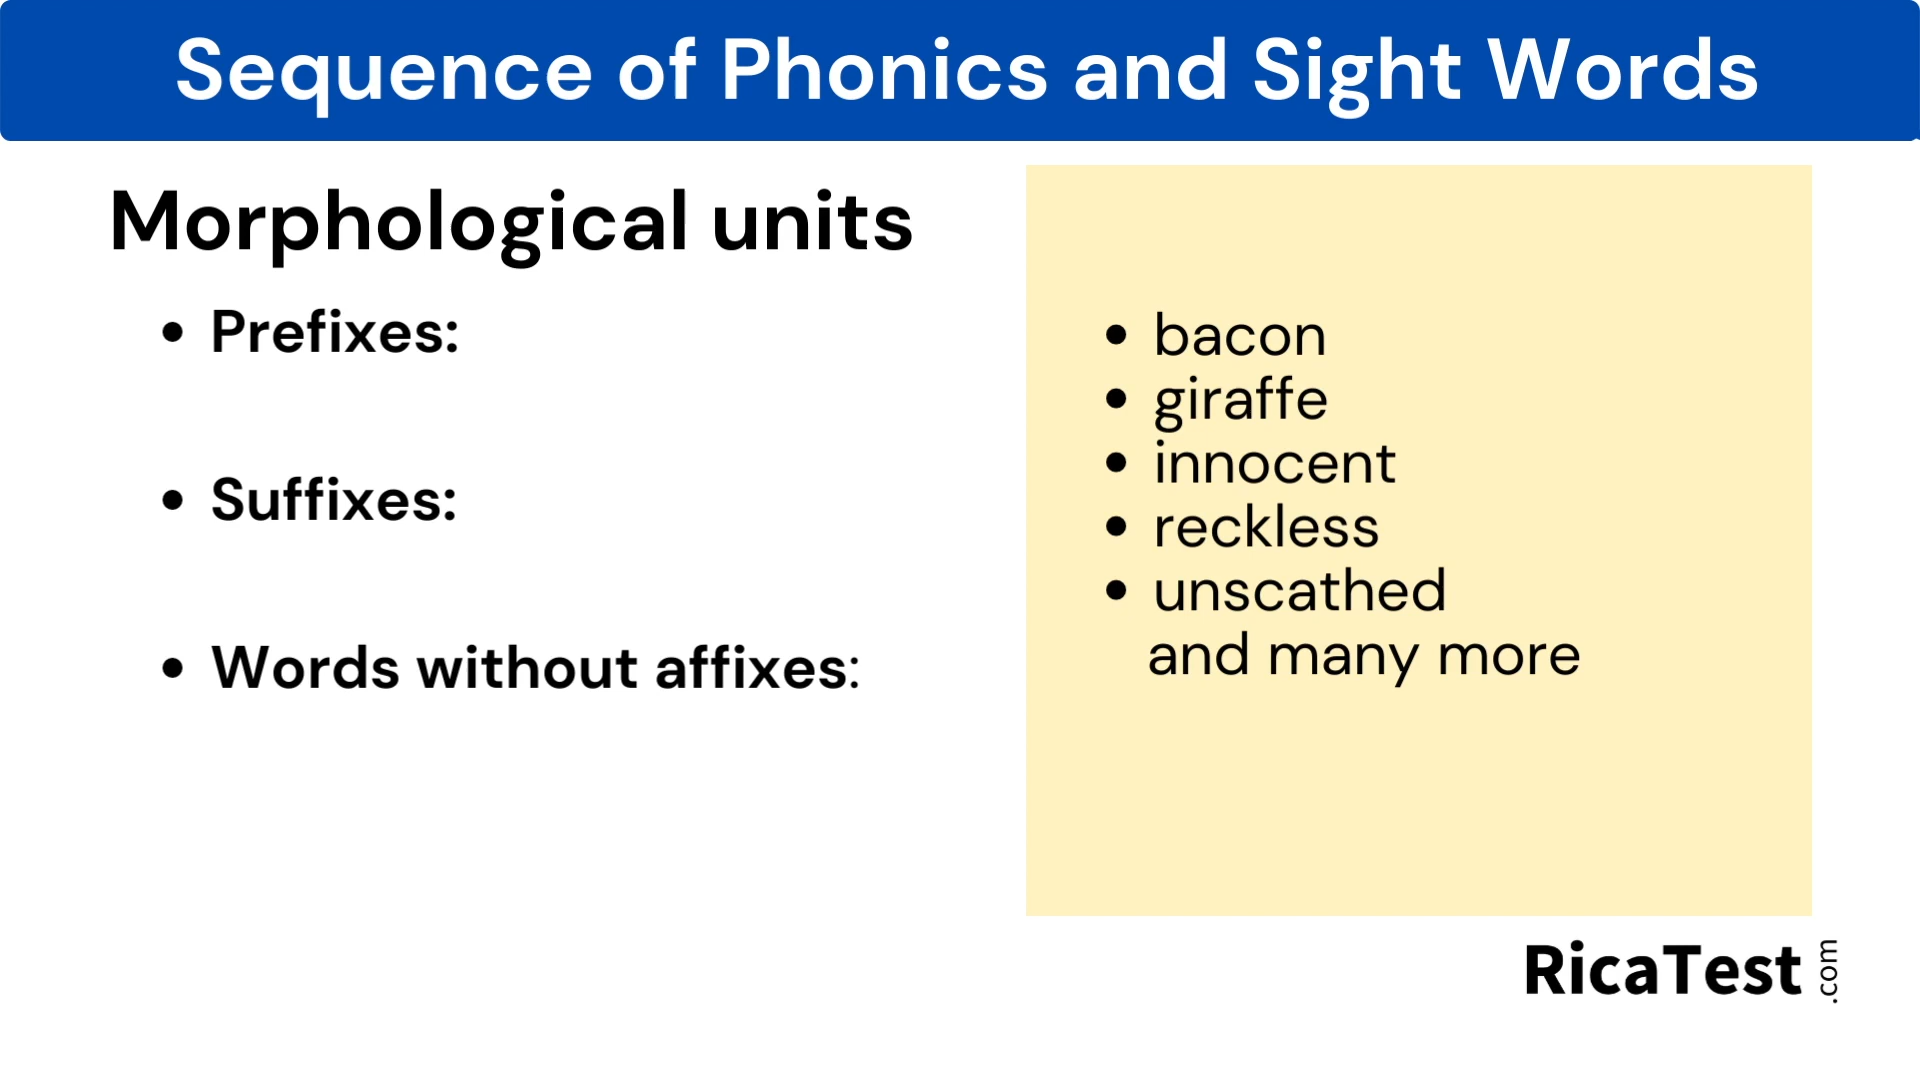 Sequence of Phonics and Sight Words
Morphological units
• Prefixes:
• Suffixes:
• Words without affixes:
• bacon
• giraffe
• innocent
• reckless
• unscathed
and many more
RicaTest.com